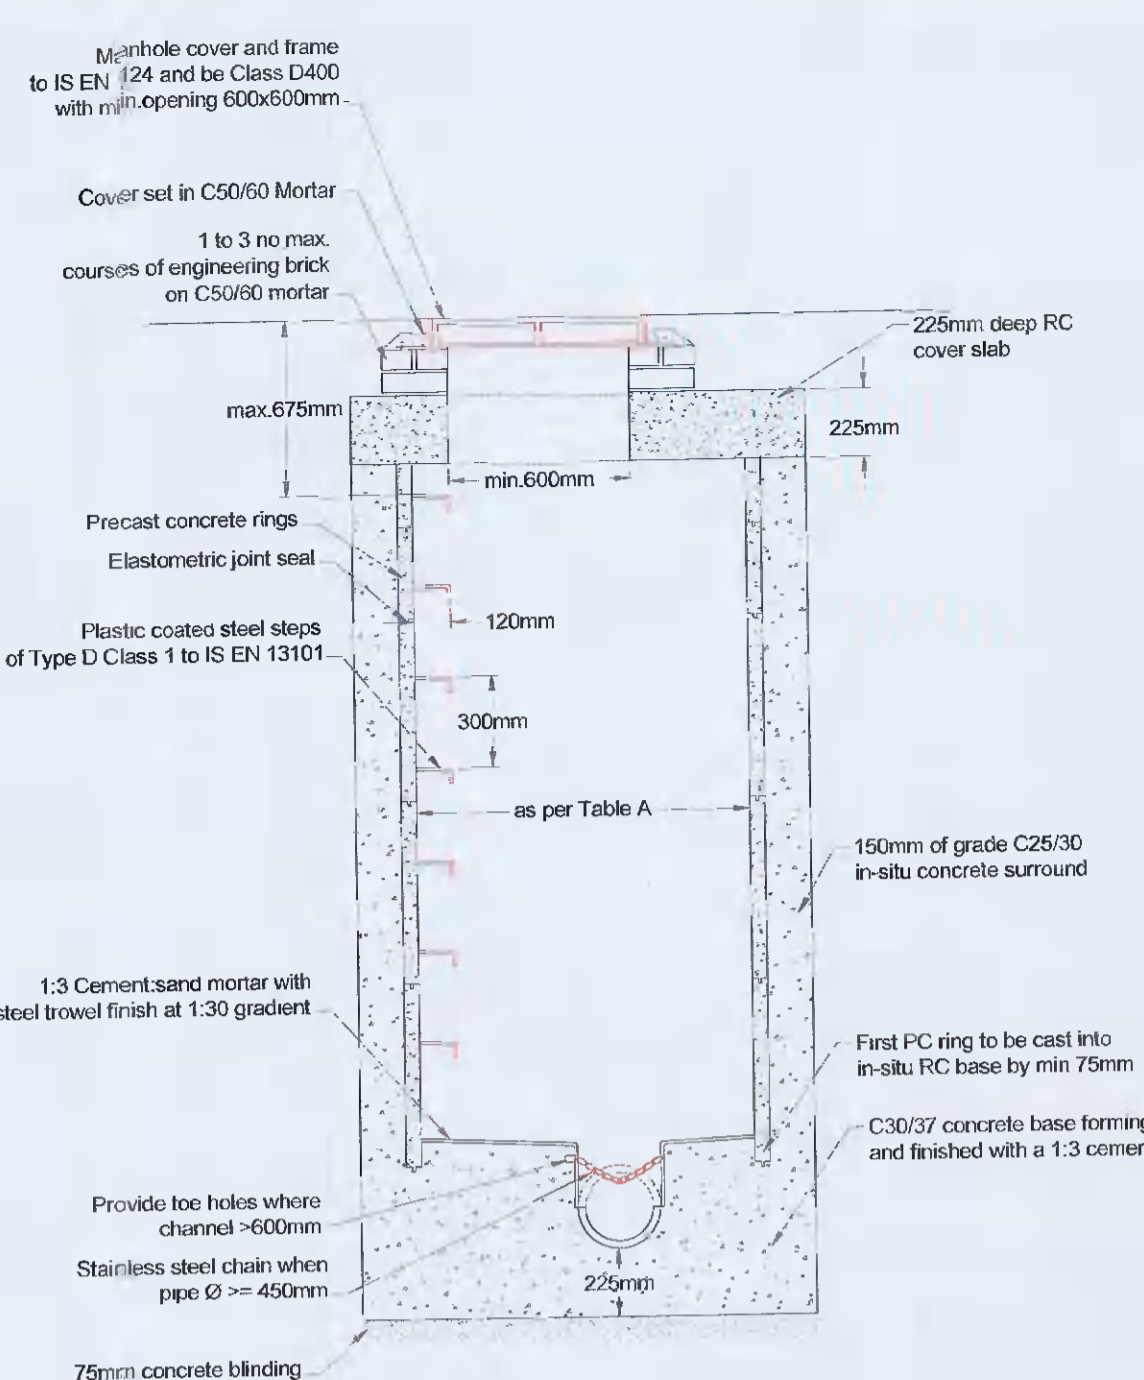 Manhole cover and frame
to IS EN 124 and be Class D400
with min.opening 600x600mm
Cover set in C50/60 Mortar
1 to 3 no max.
courses of engineering brick
on C50/60 mortar
225mm deep RC
cover slab
max.675mm
225mm
min.600mm
Precast concrete rings
Elastometric joint seal
120mm
Plastic coated steel steps
of Type D Class 1 to IS EN 13101
300mm
as per Table A
150mm of grade C25/30
in-situ concrete surround
1:3 Cement:sand mortar with
steel trowel finish at 1:30 gradient
First PC ring to be cast into
in-situ RC base by min 75mm
C30/37 concrete base forming
and finished with a 1:3 cemen
Provide toe holes where
channel >600mm
Stainless steel chain when
pipe Ø >= 450mm
225mm
75mm concrete blinding